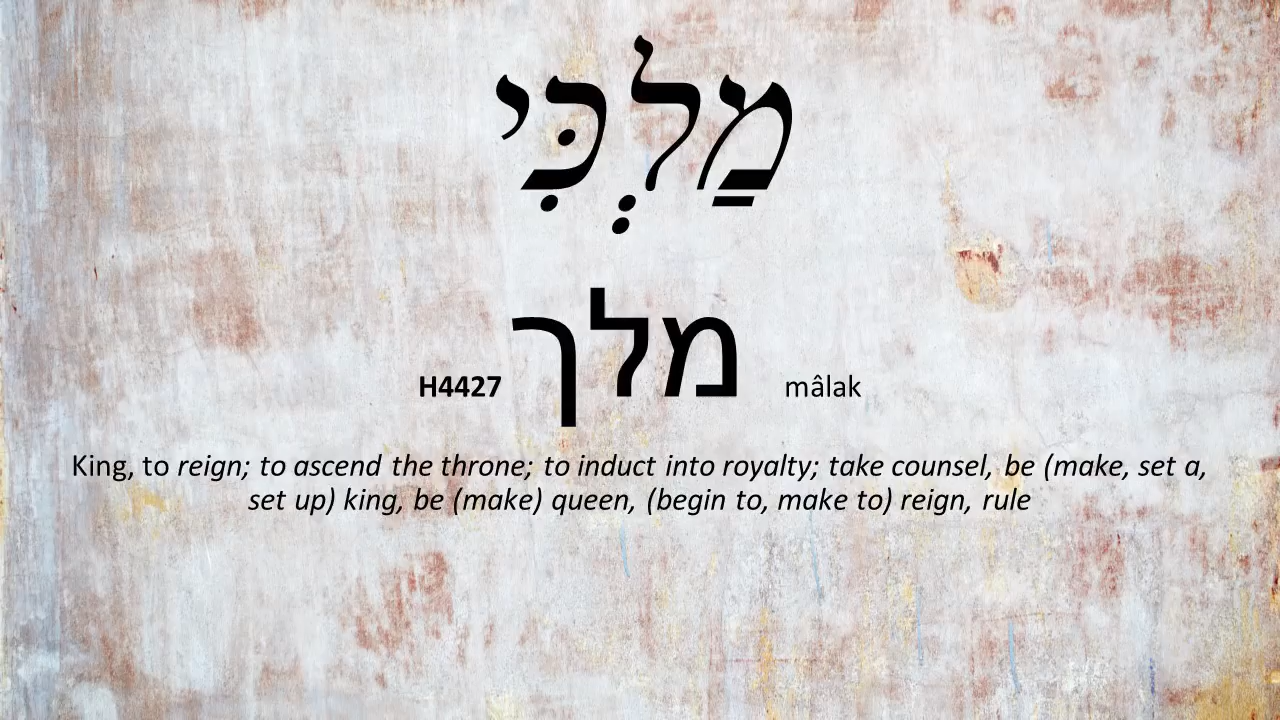 מַלְכִּי
H4427 מלך mâlak
King, to reign; to ascend the throne; to induct into royalty; take counsel, be (make, set a,
set up) king, be (make) queen, (begin to, make to) reign, rule